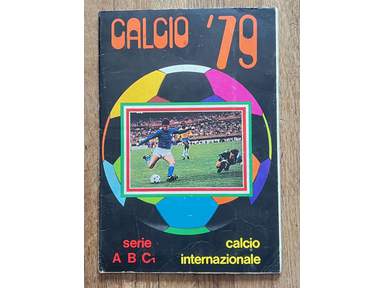 CALCIO '79
serie
A B C1
calcio
internazionale